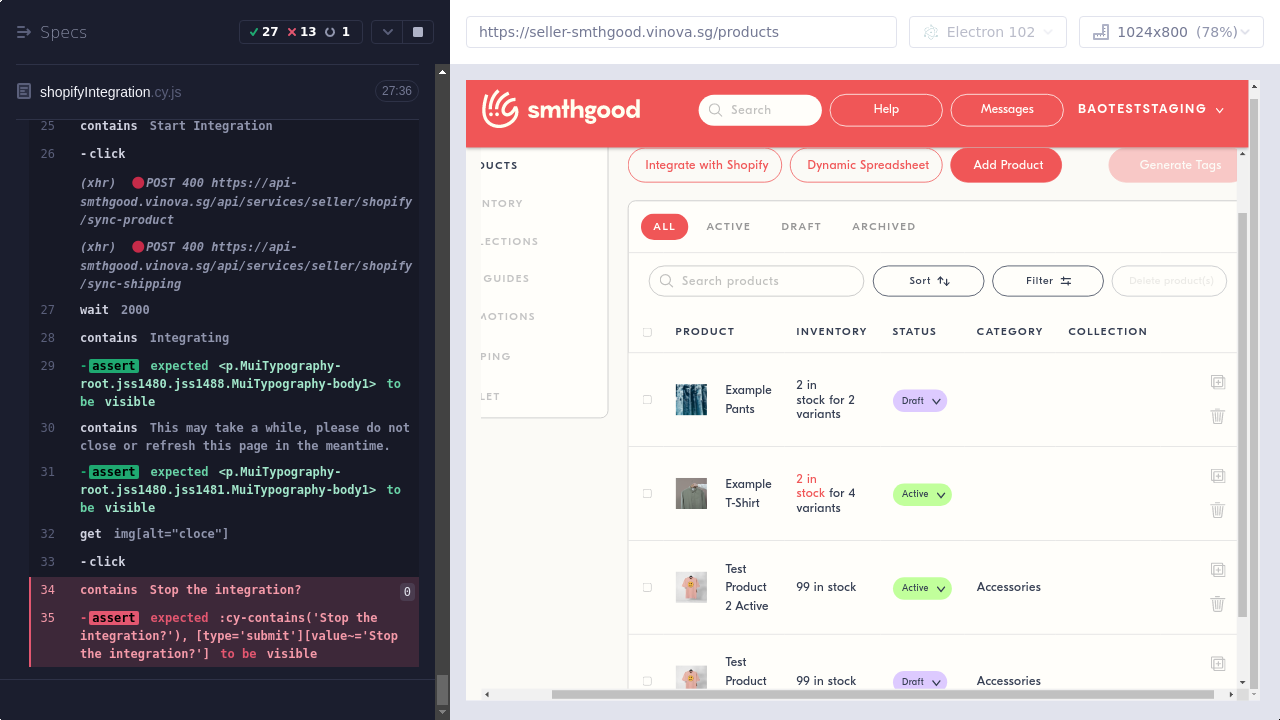 Specs
27 13 1
shopifyIntegration.cy.js 27:36
25 contains Start Integration
26 -click
(xhr) POST 400 https://api-
smthgood.vinova.sg/api/services/seller/shopify
/sync-product
(xhr) POST 400 https://api-
smthgood.vinova.sg/api/services/seller/shopify
/sync-shipping
27 wait 2000
28 contains Integrating
29 -assert expected <p.MuiTypography-
root.jss1480.jss1488.MuiTypography-body1> to
be visible
30 contains This may take a while, please do not
close or refresh this page in the meantime.
31 -assert expected <p.MuiTypography-
root.jss1480.jss1481.MuiTypography-body1> to
be visible
32 get img[alt="cloce"]
33 -click
34 contains Stop the integration? 0
35 -assert expected :cy-contains('Stop the
integration?'), [type='submit'][value~='Stop
the integration?'] to be visible
https://seller-smthgood.vinova.sg/products
Electron 102
1024x800 (78%)
smthgood
Search
Help
Messages
BAOTESTSTAGING
DUCTS
NTORY
LECTIONS
GUIDES
MOTIONS
PING
LET
Integrate with Shopify
Dynamic Spreadsheet
Add Product
Generate Tags
ALL ACTIVE DRAFT ARCHIVED
Search products
Sort
Filter
Delete product(s)
PRODUCT INVENTORY STATUS CATEGORY COLLECTION
Example
Pants
2 in
stock for 2
variants
Draft
Example
T-Shirt
2 in
stock for 4
variants
Active
Test
Product
2 Active
99 in stock
Active
Accessories
Test
Product
99 in stock
Draft
Accessories